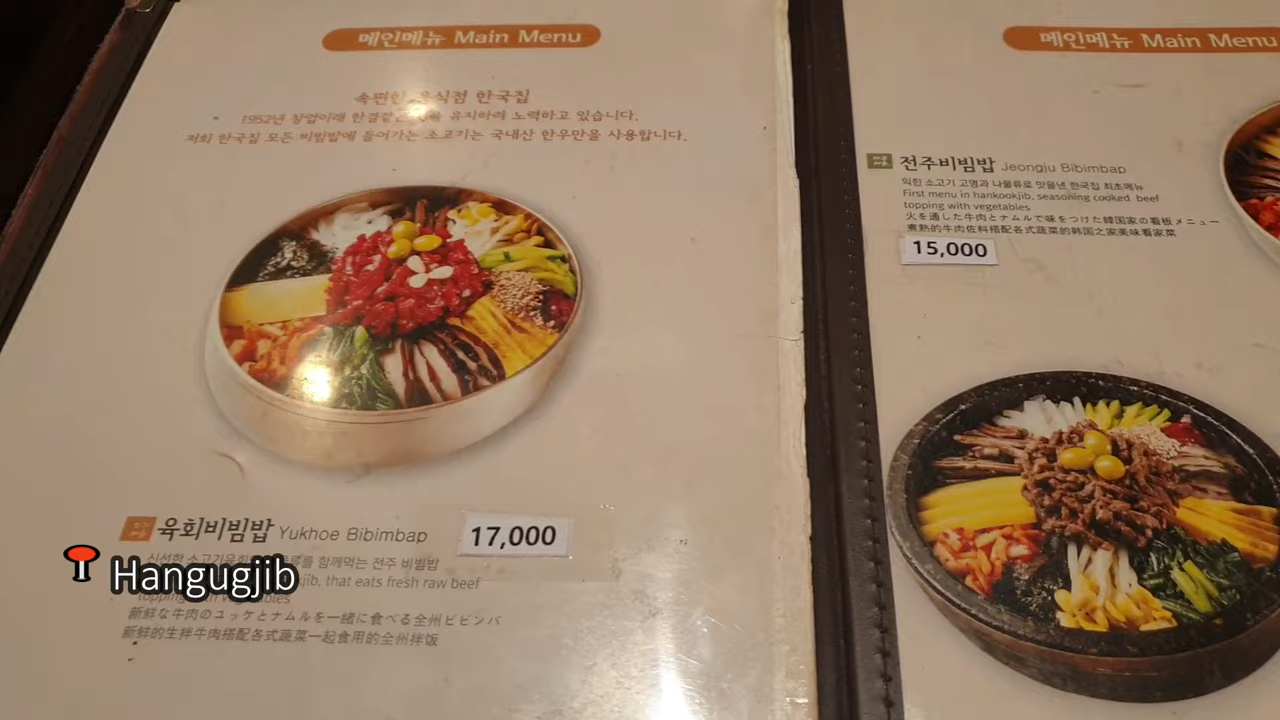 메인메뉴 Main Menu
속편한 음식점 한국집
1952년 창업이래 한결같은 맛을 유지하려 노력하고 있습니다.
저희 한국집 모든 비빔밥에 들어가는 소고기는 국내산 한우만을 사용합니다.
육회비빔밥 Yukhoe Bibimbap
17,000
신선한 소고기육회 함께먹는 전주 비빔밥
that eats fresh raw beef
topping with vegetables
新鮮な牛肉のユッケとナムルを一緒に食べる全州ビビンバ
新鲜的生拌牛肉搭配各式蔬菜一起食用的全州拌饭
Hangugjib
메인메뉴 Main Menu
전주비빔밥 Jeongju Bibimbap
익힌 소고기 고명과 나물류로 맛을낸 한국집 최초메뉴
First menu in hankookjib, seasoning cooked beef
topping with vegetables
火を通した牛肉とナムルで味をつけた韓国家の看板メニュー
煮熟的牛肉佐料搭配各式蔬菜的韩国之家美味看家菜
15,000